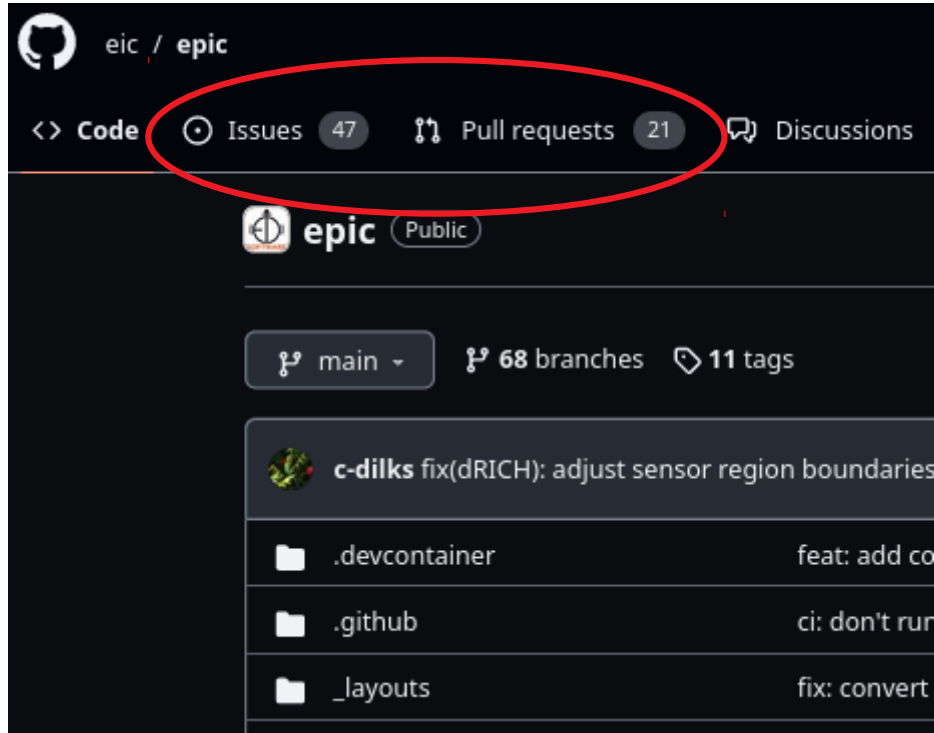 eic / epic
Code Issues 47 Pull requests 21 Discussions
epic Public
main 68 branches 11 tags
c-dilks fix(dRICH): adjust sensor region boundaries
.devcontainer feat: add co
.github ci: don't run
_layouts fix: convert